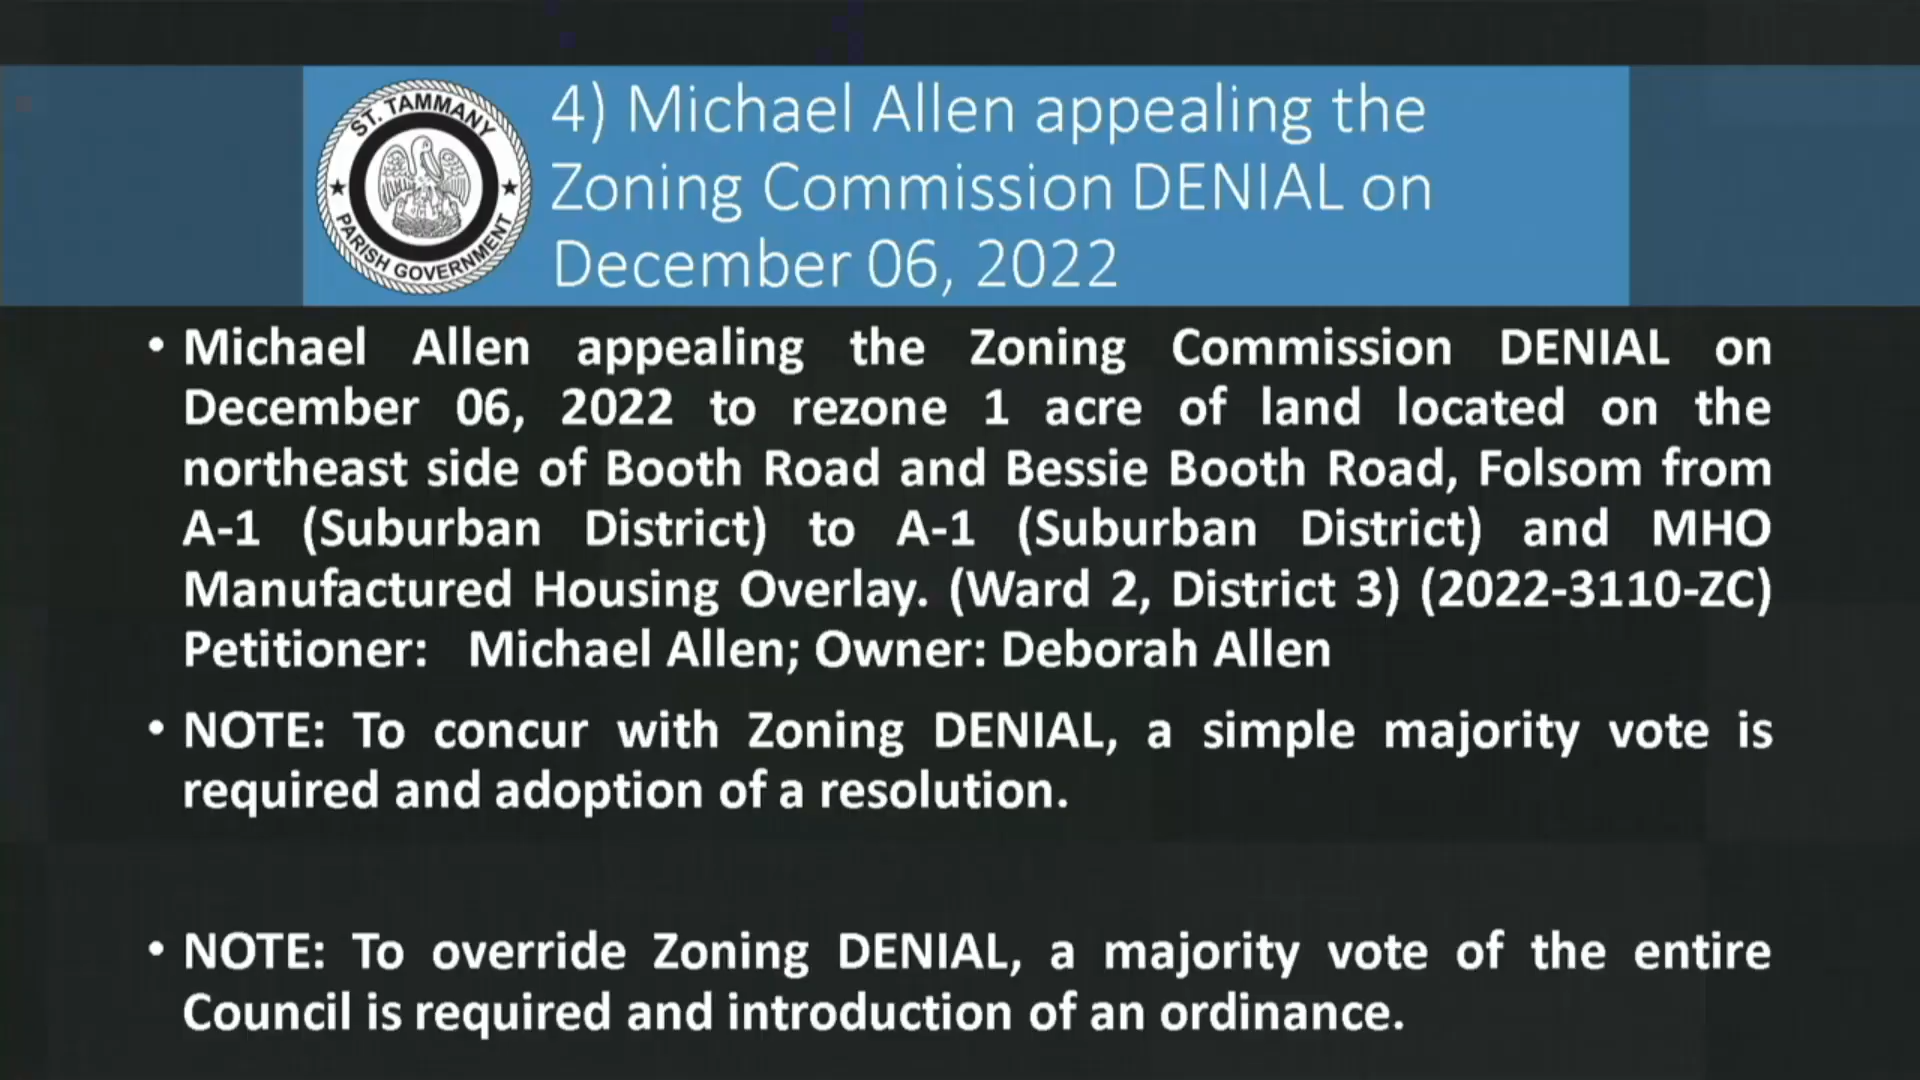 ST. TAMMANY
PARISH GOVERNMENT
4) Michael Allen appealing the
Zoning Commission DENIAL on
December 06, 2022
• Michael Allen appealing the Zoning Commission DENIAL on
December 06, 2022 to rezone 1 acre of land located on the
northeast side of Booth Road and Bessie Booth Road, Folsom from
A-1 (Suburban District) to A-1 (Suburban District) and MHO
Manufactured Housing Overlay. (Ward 2, District 3) (2022-3110-ZC)
Petitioner: Michael Allen; Owner: Deborah Allen
• NOTE: To concur with Zoning DENIAL, a simple majority vote is
required and adoption of a resolution.
• NOTE: To override Zoning DENIAL, a majority vote of the entire
Council is required and introduction of an ordinance.